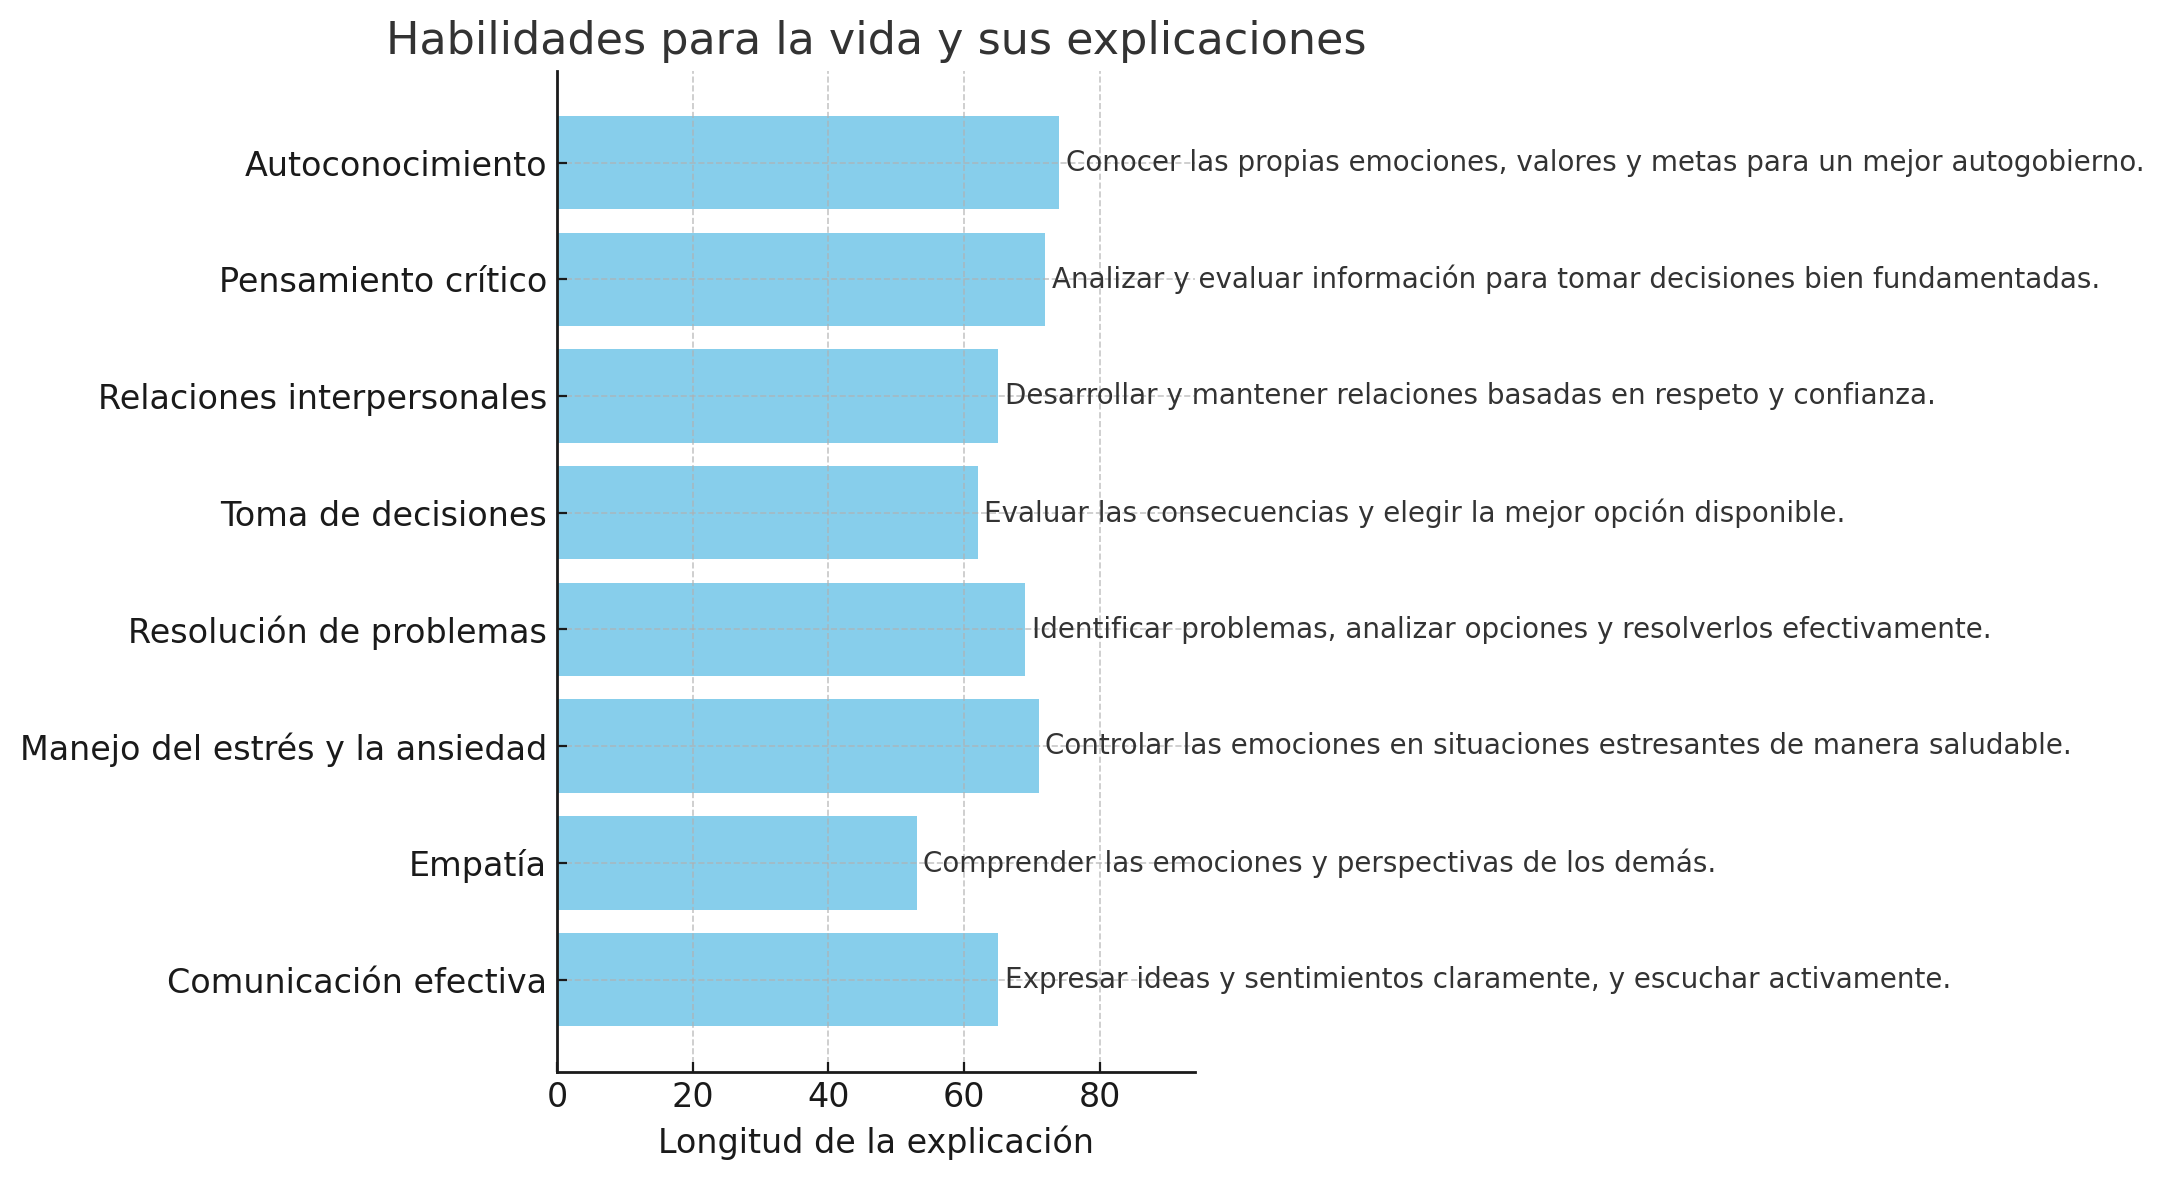 Habilidades para la vida y sus explicaciones
Autoconocimiento Conocer las propias emociones, valores y metas para un mejor autogobierno.
Pensamiento crítico Analizar y evaluar información para tomar decisiones bien fundamentadas.
Relaciones interpersonales Desarrollar y mantener relaciones basadas en respeto y confianza.
Toma de decisiones Evaluar las consecuencias y elegir la mejor opción disponible.
Resolución de problemas Identificar problemas, analizar opciones y resolverlos efectivamente.
Manejo del estrés y la ansiedad Controlar las emociones en situaciones estresantes de manera saludable.
Empatía Comprender las emociones y perspectivas de los demás.
Comunicación efectiva Expresar ideas y sentimientos claramente, y escuchar activamente.
0 20 40 60 80
Longitud de la explicación